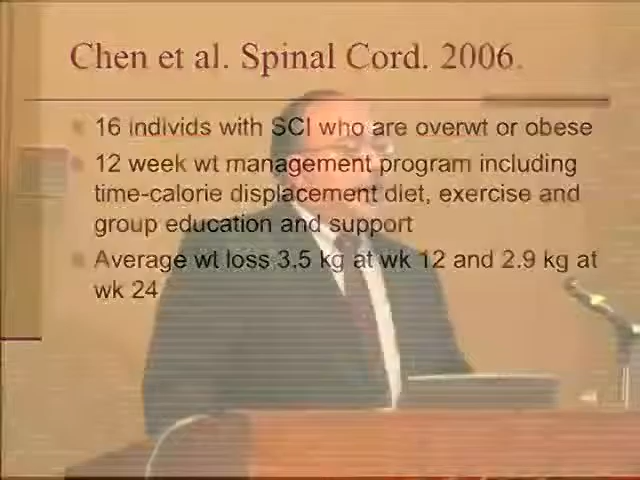 Chen et al. Spinal Cord. 2006.
16 individs with SCI who are overwt or obese
12 week wt management program including
time-calorie displacement diet, exercise and
group education and support
Average wt loss 3.5 kg at wk 12 and 2.9 kg at
wk 24